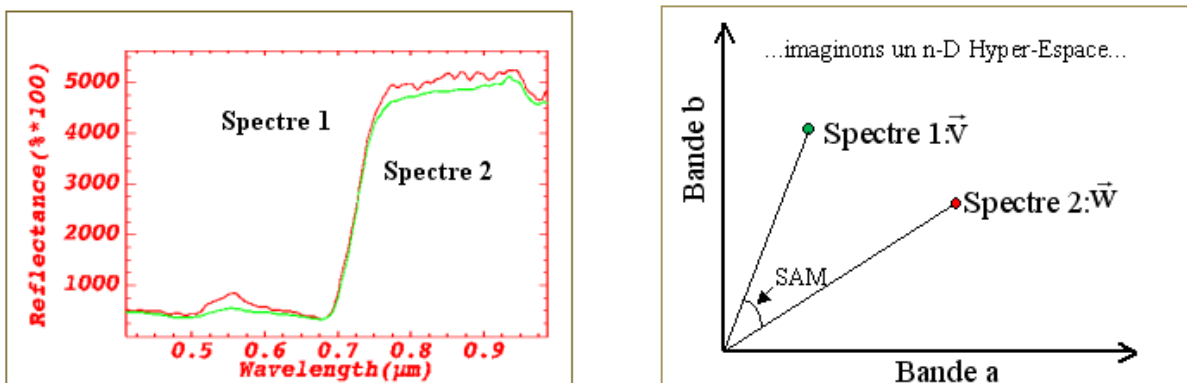 Reflectance(%*100)
5000
4000
3000
2000
1000
Spectre 1
Spectre 2
0.5 0.6 0.7 0.8 0.9
Wavelength(μm)
...imaginons un n-D Hyper-Espace...
Bande b
Spectre 1:v⃗
Spectre 2:w⃗
SAM
Bande a